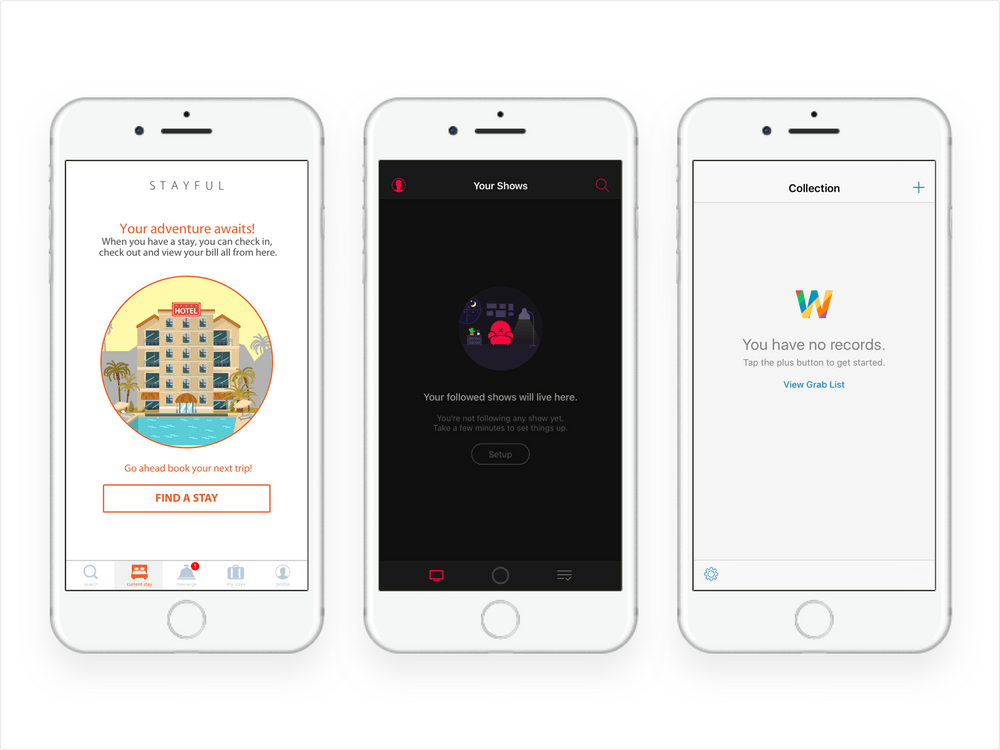 STAYFUL
Your adventure awaits!
When you have a stay, you can check in,
check out and view your bill all from here.
HOTEL
Go ahead book your next trip!
FIND A STAY
1
search
current stay
concierge
my stays
profile
Your Shows
Your followed shows will live here.
You're not following any show yet.
Take a few minutes to set things up.
Setup
Collection
W
You have no records.
Tap the plus button to get started.
View Grab List